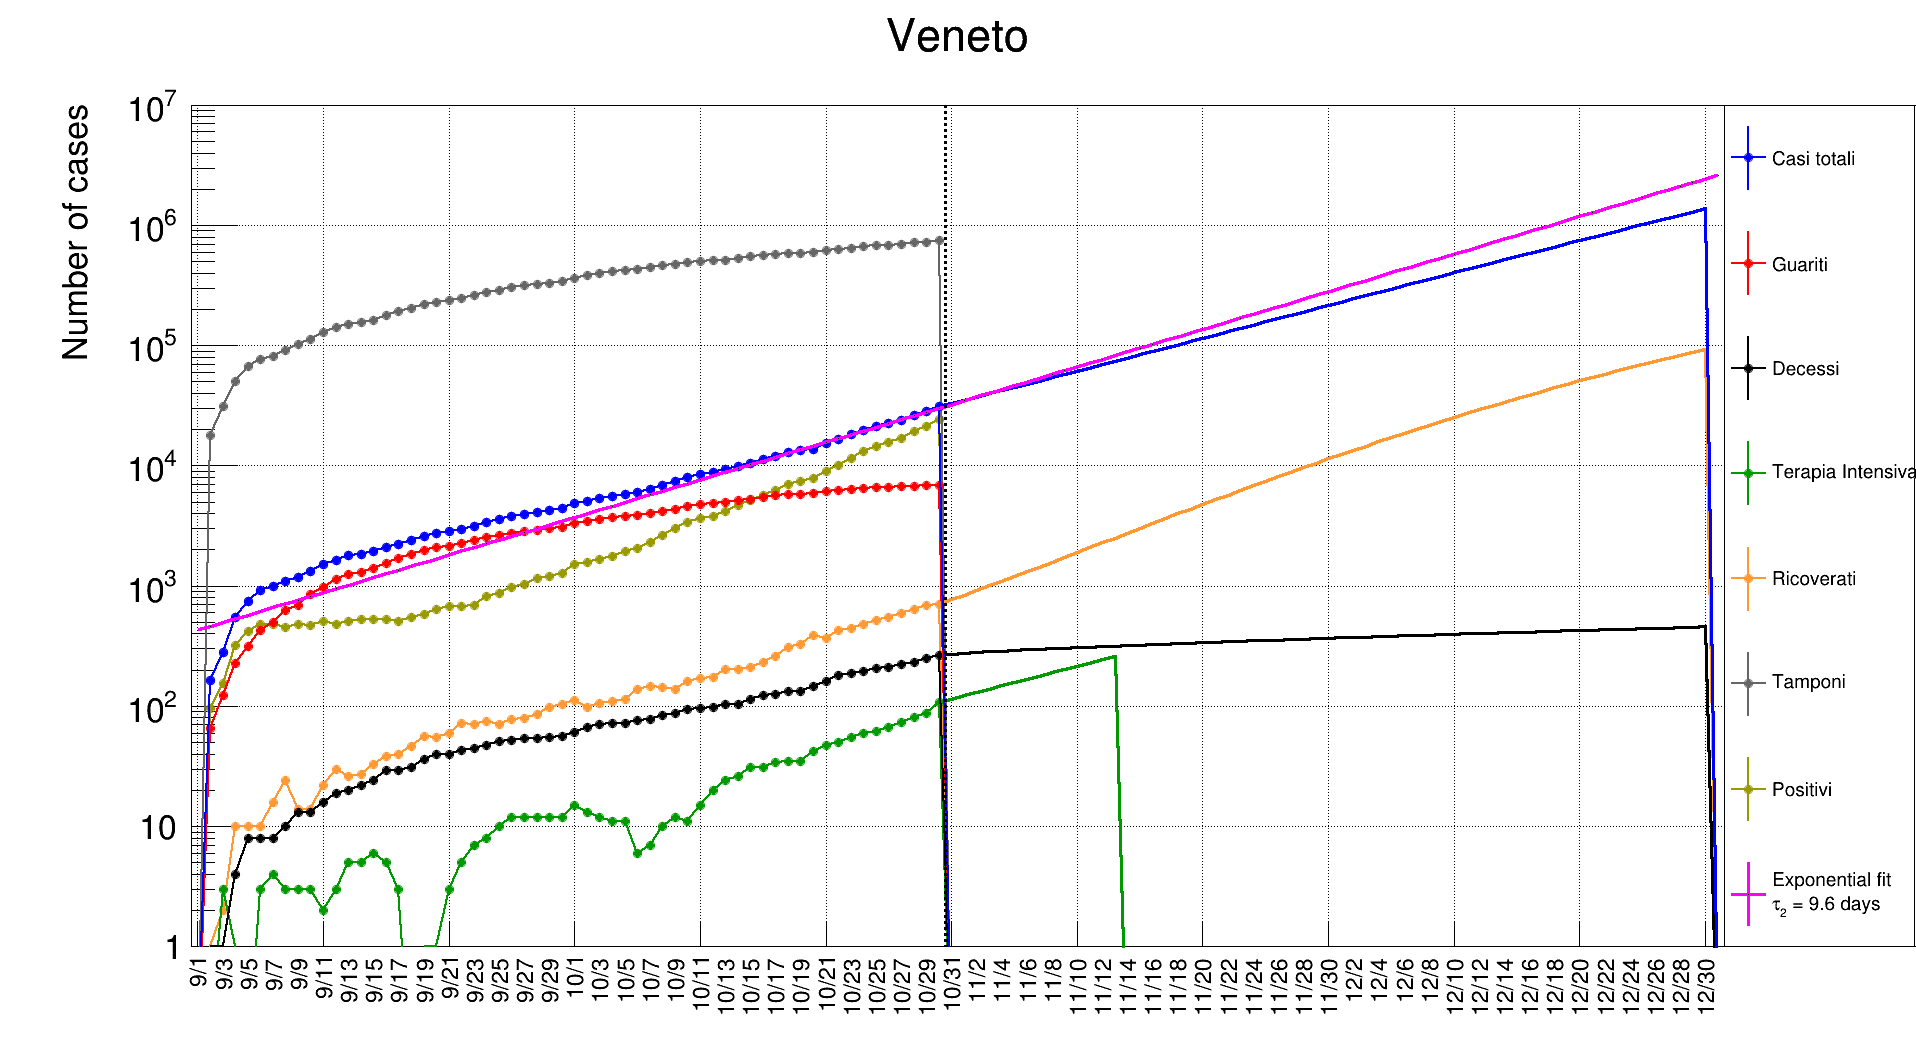 Veneto
Number of cases
10^7
10^6
10^5
10^4
10^3
10^2
10
1
9/1 9/3 9/5 9/7 9/9 9/11 9/13 9/15 9/17 9/19 9/21 9/23 9/25 9/27 9/29 10/1 10/3 10/5 10/7 10/9 10/11 10/13 10/15 10/17 10/19 10/21 10/23 10/25 10/27 10/29 10/31 11/2 11/4 11/6 11/8 11/10 11/12 11/14 11/16 11/18 11/20 11/22 11/24 11/26 11/28 11/30 12/2 12/4 12/6 12/8 12/10 12/12 12/14 12/16 12/18 12/20 12/22 12/24 12/26 12/28 12/30
Casi totali
Guariti
Decessi
Terapia Intensiva
Ricoverati
Tamponi
Positivi
Exponential fit
τ₂ = 9.6 days